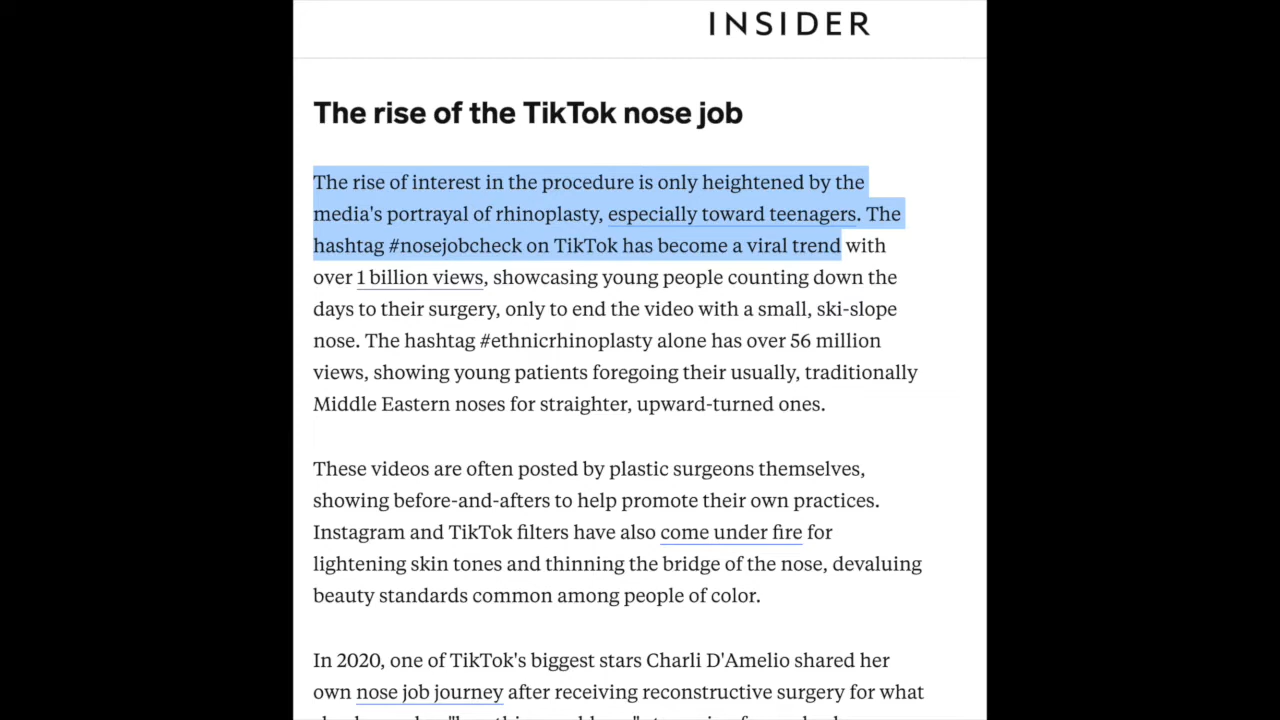 INSIDER
The rise of the TikTok nose job
The rise of interest in the procedure is only heightened by the
media's portrayal of rhinoplasty, especially toward teenagers. The
hashtag #nosejobcheck on TikTok has become a viral trend with
over 1 billion views, showcasing young people counting down the
days to their surgery, only to end the video with a small, ski-slope
nose. The hashtag #ethnicrhinoplasty alone has over 56 million
views, showing young patients foregoing their usually, traditionally
Middle Eastern noses for straighter, upward-turned ones.
These videos are often posted by plastic surgeons themselves,
showing before-and-afters to help promote their own practices.
Instagram and TikTok filters have also come under fire for
lightening skin tones and thinning the bridge of the nose, devaluing
beauty standards common among people of color.
In 2020, one of TikTok's biggest stars Charli D'Amelio shared her
own nose job journey after receiving reconstructive surgery for what